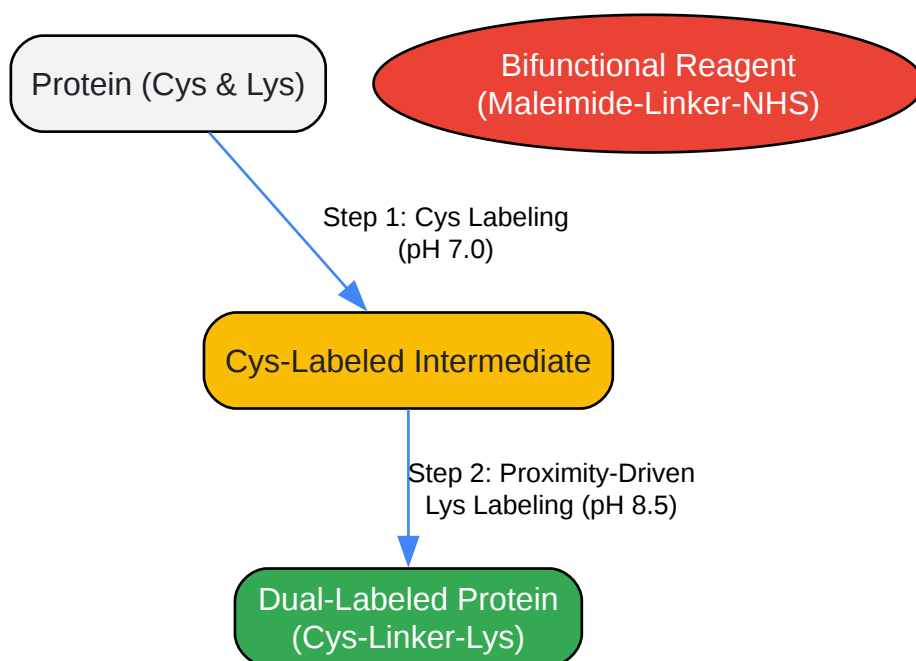 Protein (Cys & Lys)
Bifunctional Reagent
(Maleimide-Linker-NHS)
Step 1: Cys Labeling
(pH 7.0)
Cys-Labeled Intermediate
Step 2: Proximity-Driven
Lys Labeling (pH 8.5)
Dual-Labeled Protein
(Cys-Linker-Lys)